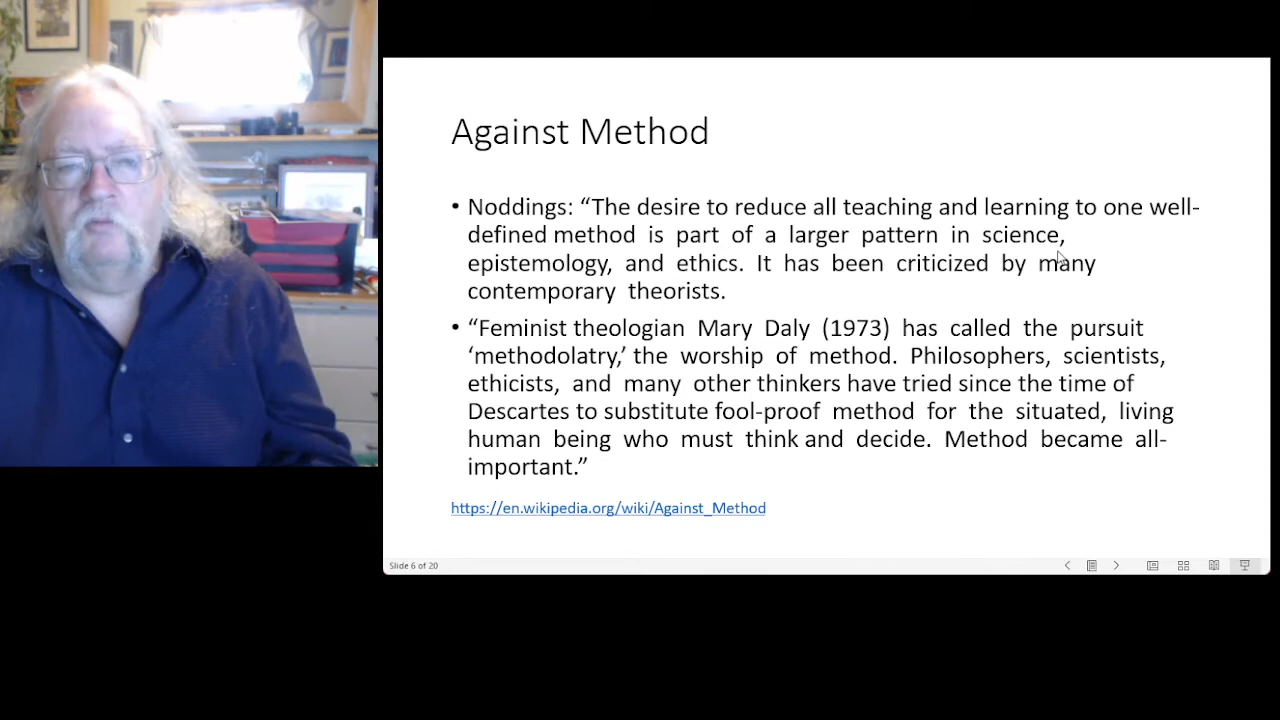 Against Method
• Noddings: “The desire to reduce all teaching and learning to one well-
defined method is part of a larger pattern in science,
epistemology, and ethics. It has been criticized by many
contemporary theorists.
• “Feminist theologian Mary Daly (1973) has called the pursuit
‘methodolatry,’ the worship of method. Philosophers, scientists,
ethicists, and many other thinkers have tried since the time of
Descartes to substitute fool-proof method for the situated, living
human being who must think and decide. Method became all-
important.”
https://en.wikipedia.org/wiki/Against_Method
Slide 6 of 20